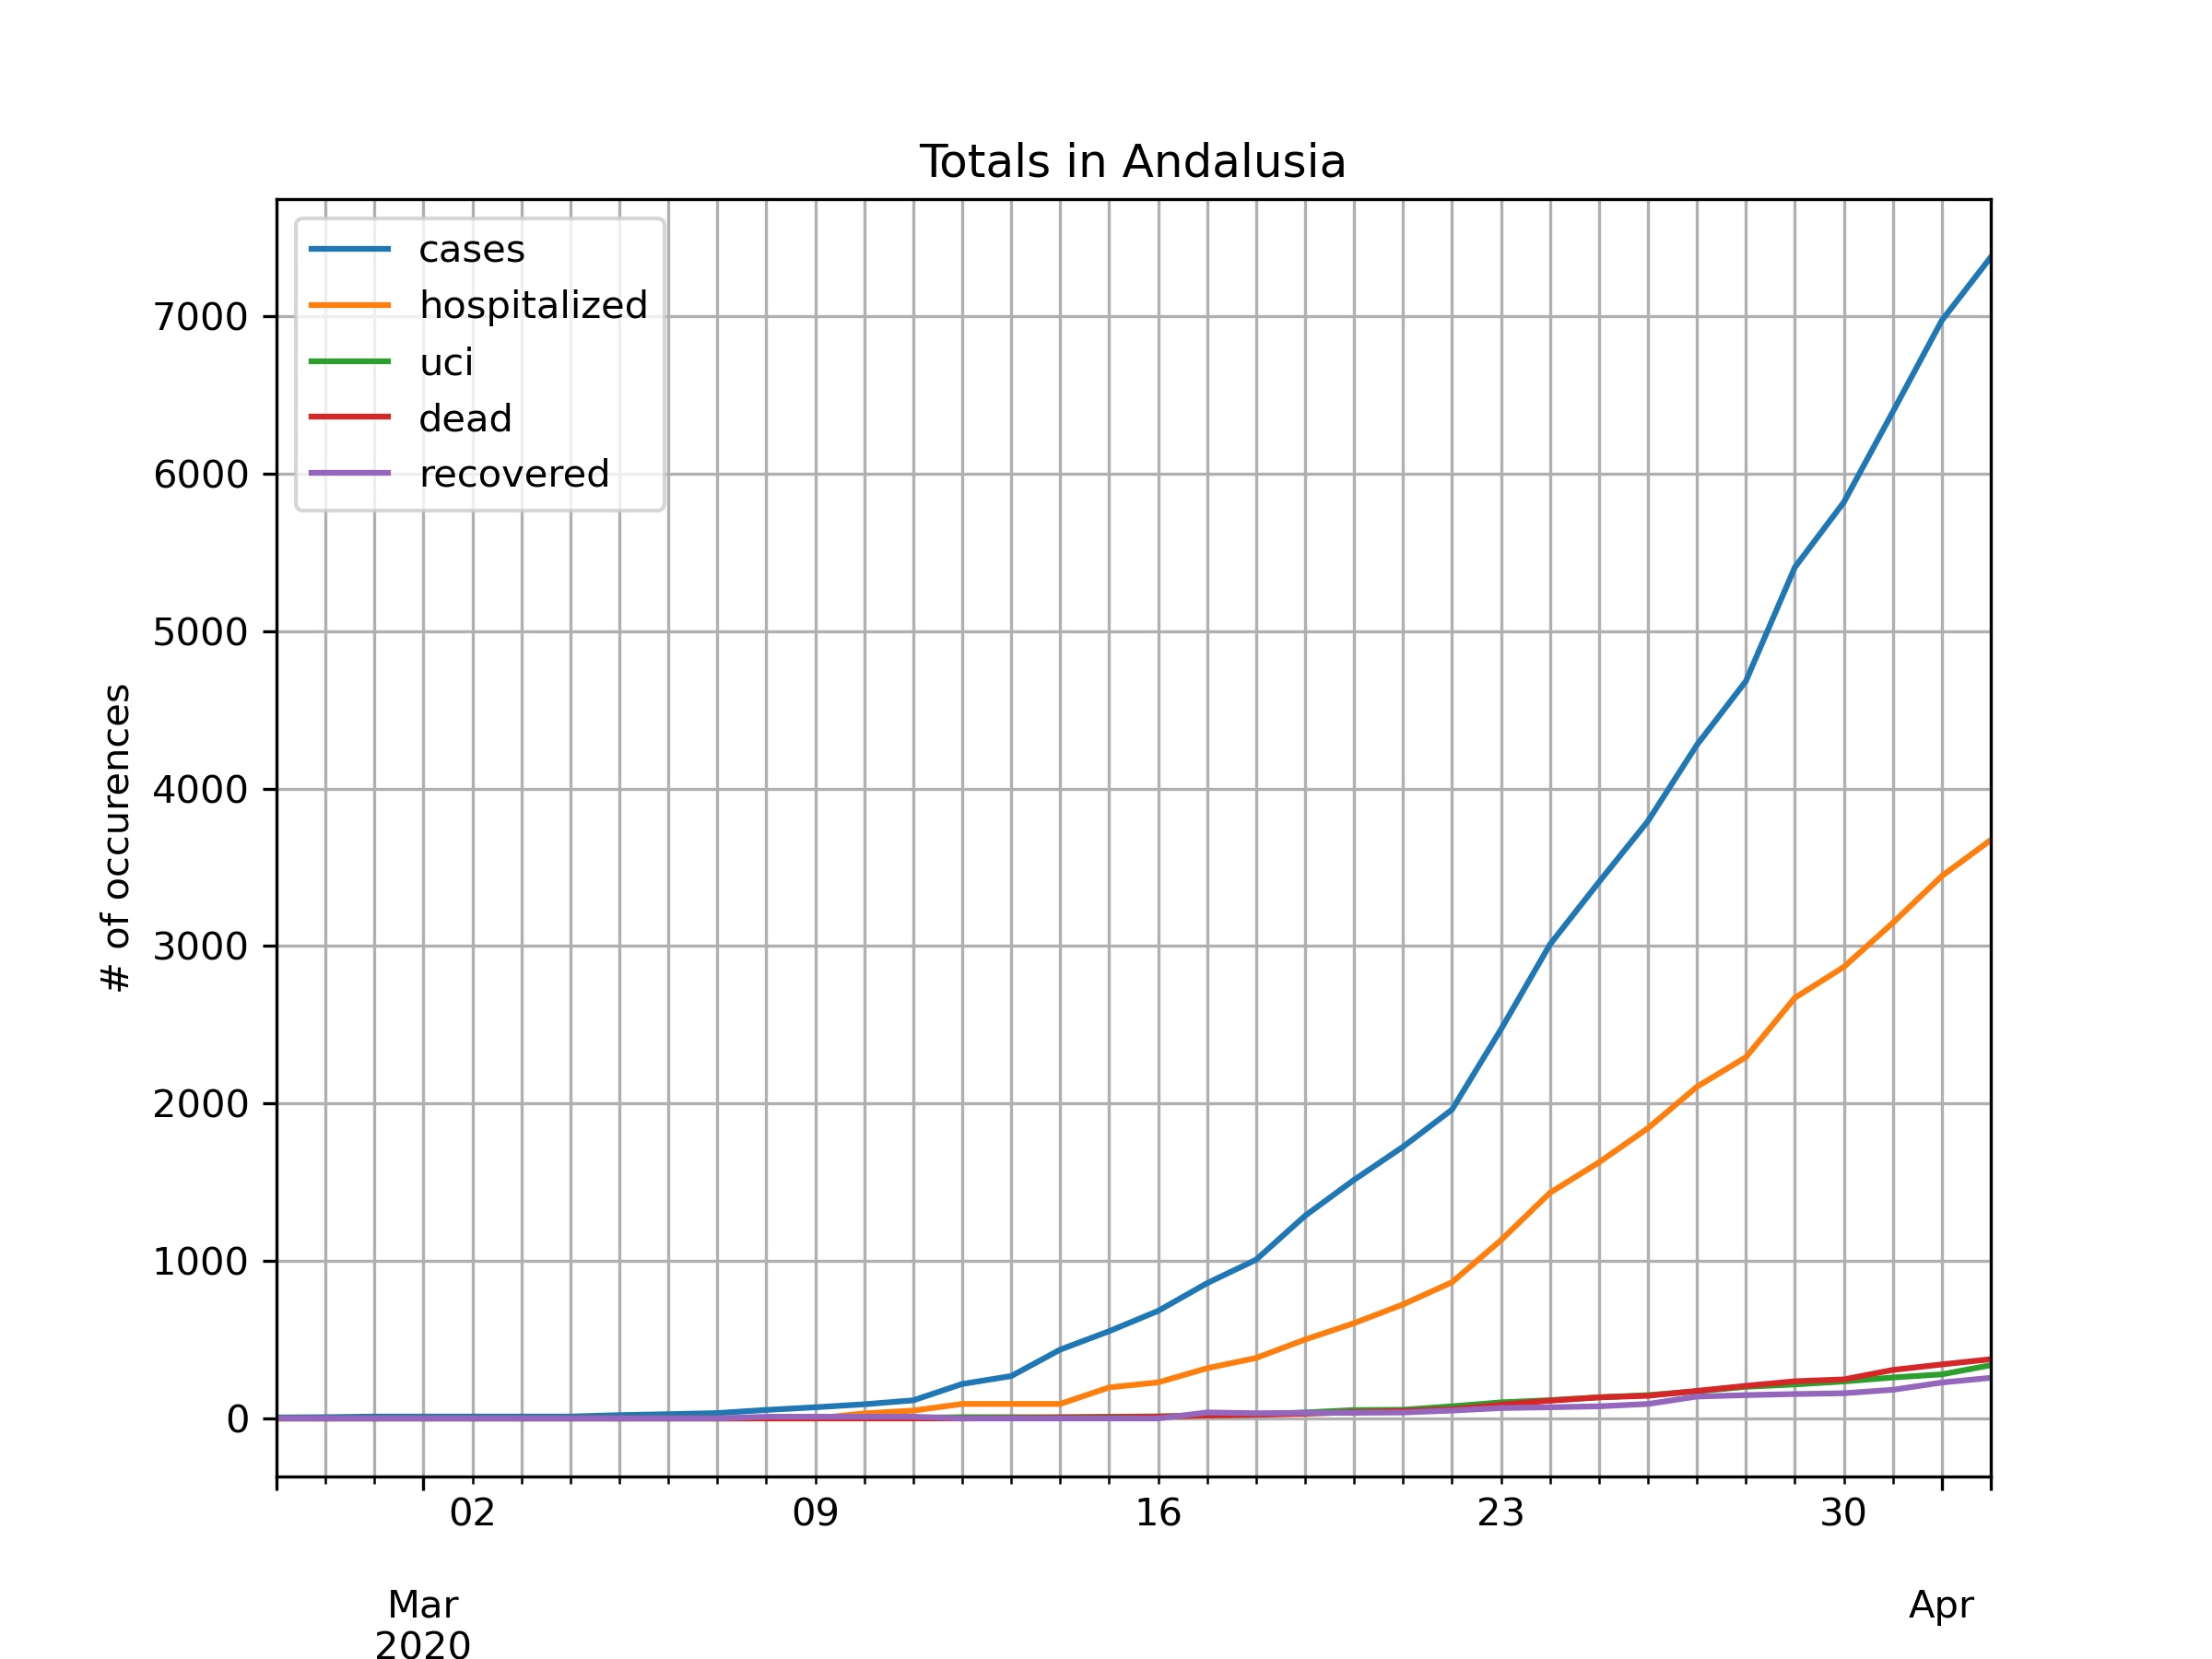 Totals in Andalusia
cases
hospitalized
uci
dead
recovered
# of occurences
7000
6000
5000
4000
3000
2000
1000
0
02 09 16 23 30
Mar Apr
2020